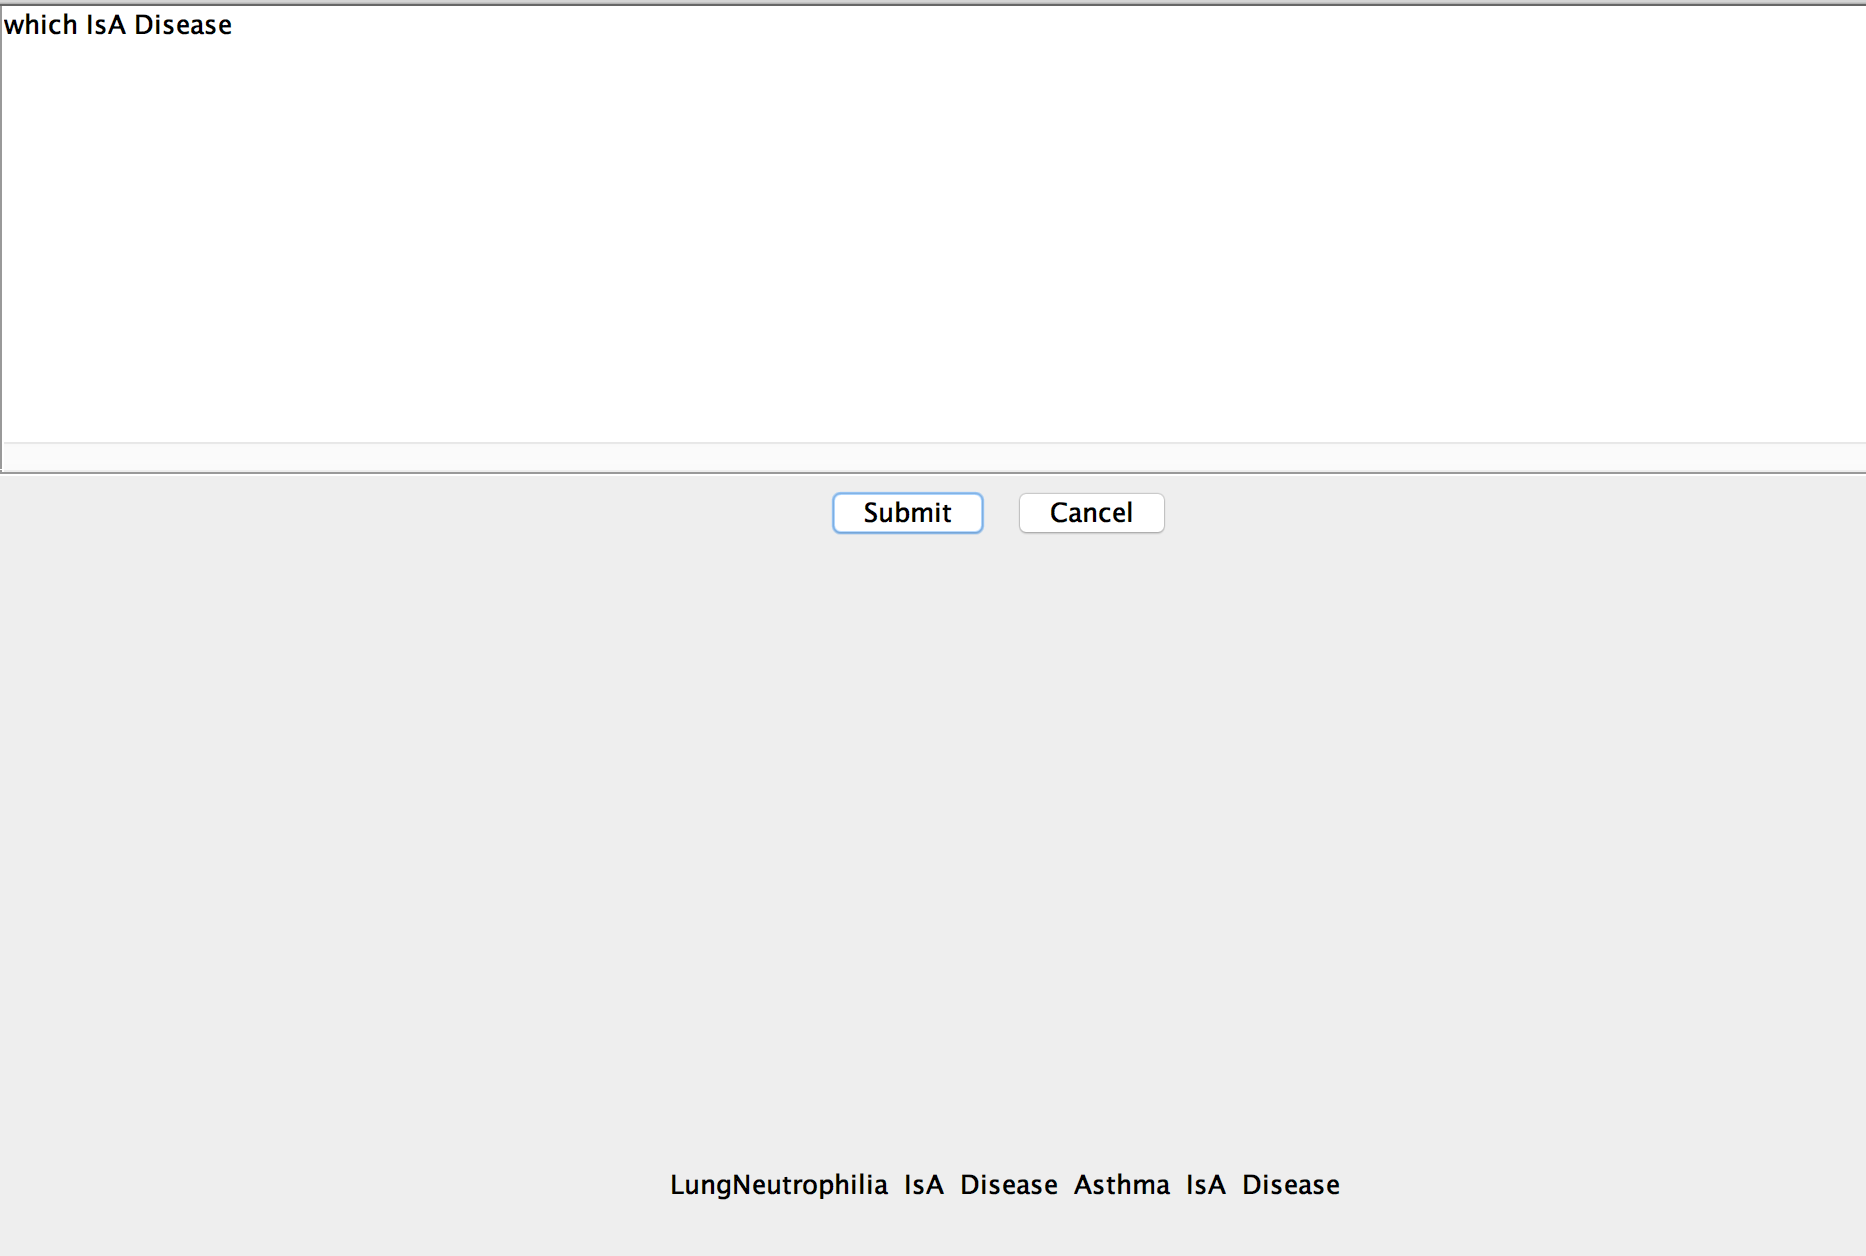 which IsA Disease
Submit Cancel
LungNeutrophilia IsA Disease Asthma IsA Disease